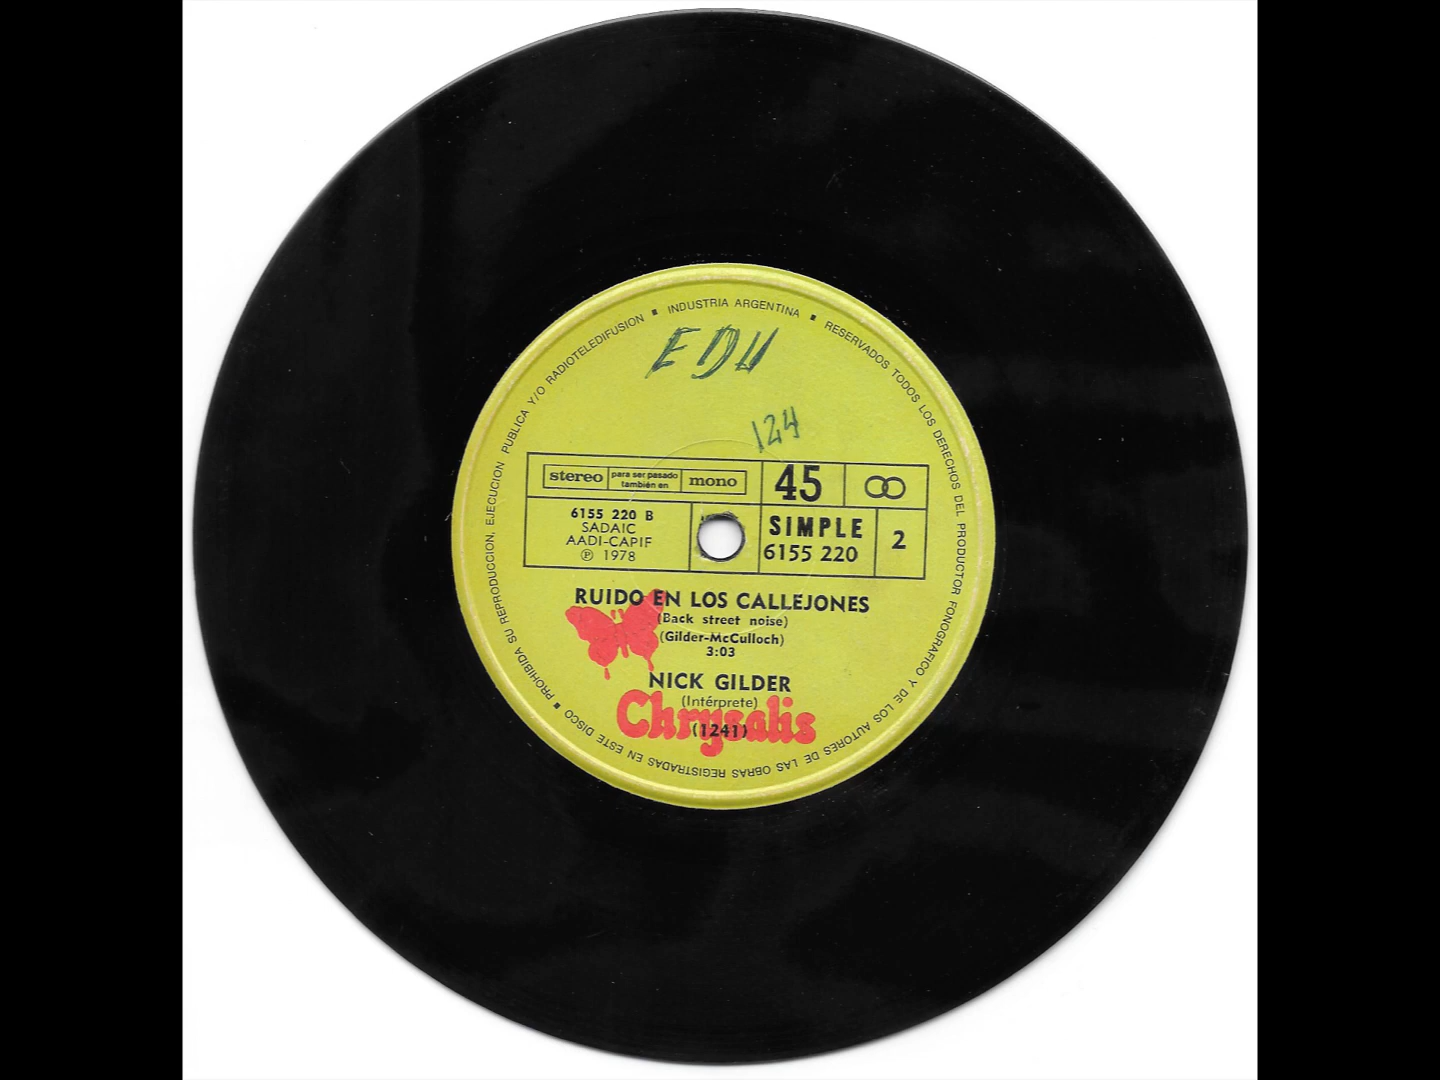 PROHIBIDA SU REPRODUCCION, EJECUCION PUBLICA Y/O RADIOTELEDIFUSION ▪ INDUSTRIA ARGENTINA ▪ RESERVADOS TODOS LOS DERECHOS DEL PRODUCTOR FONOGRAFICO Y DE LOS AUTORES DE LAS OBRAS REGISTRADAS EN ESTE DISCO ▪
EDU
124
stereo para ser pasado también en mono
45
6155 220 B
SADAIC
AADI-CAPIF
℗ 1978
SIMPLE
6155 220
2
RUIDO EN LOS CALLEJONES
(Back street noise)
(Gilder-McCulloch)
3:03
NICK GILDER
(Intérprete)
Chrysalis
(1241)